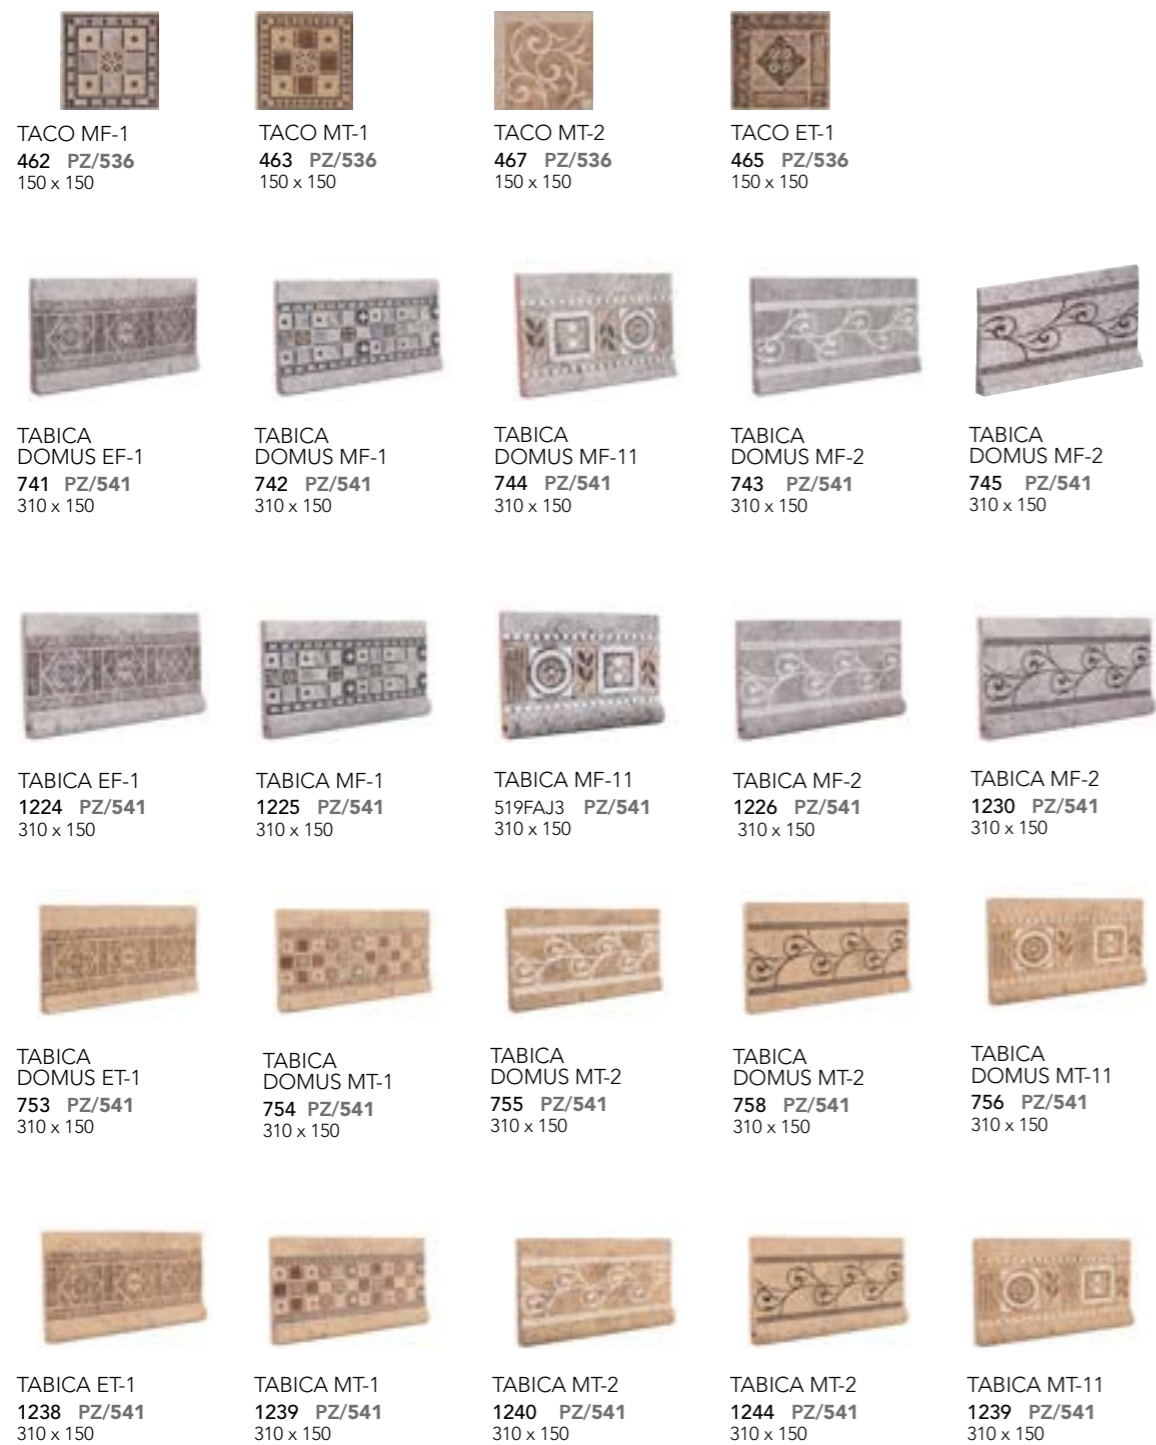 TACO MF-1
462 PZ/536
150 x 150
TACO MT-1
463 PZ/536
150 x 150
TACO MT-2
467 PZ/536
150 x 150
TACO ET-1
465 PZ/536
150 x 150
TABICA
DOMUS EF-1
741 PZ/541
310 x 150
TABICA
DOMUS MF-1
742 PZ/541
310 x 150
TABICA
DOMUS MF-11
744 PZ/541
310 x 150
TABICA
DOMUS MF-2
743 PZ/541
310 x 150
TABICA
DOMUS MF-2
745 PZ/541
310 x 150
TABICA EF-1
1224 PZ/541
310 x 150
TABICA MF-1
1225 PZ/541
310 x 150
TABICA MF-11
519FAJ3 PZ/541
310 x 150
TABICA MF-2
1226 PZ/541
310 x 150
TABICA MF-2
1230 PZ/541
310 x 150
TABICA
DOMUS ET-1
753 PZ/541
310 x 150
TABICA
DOMUS MT-1
754 PZ/541
310 x 150
TABICA
DOMUS MT-2
755 PZ/541
310 x 150
TABICA
DOMUS MT-2
758 PZ/541
310 x 150
TABICA
DOMUS MT-11
756 PZ/541
310 x 150
TABICA ET-1
1238 PZ/541
310 x 150
TABICA MT-1
1239 PZ/541
310 x 150
TABICA MT-2
1240 PZ/541
310 x 150
TABICA MT-2
1244 PZ/541
310 x 150
TABICA MT-11
1239 PZ/541
310 x 150